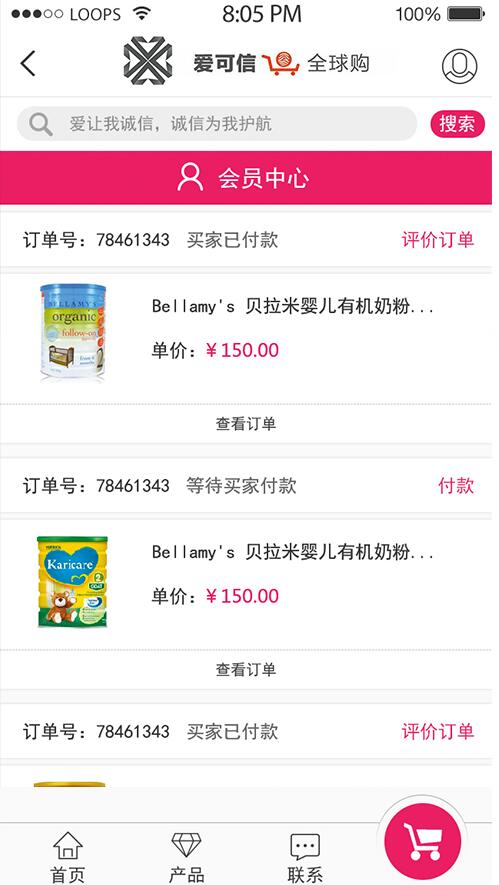 LOOPS 8:05 PM 100%
爱可信 全球购
爱让我诚信，诚信为我护航 搜索
会员中心
订单号：78461343 买家已付款 评价订单
BELLAMY'S
organic
follow-on
Bellamy's 贝拉米婴儿有机奶粉...
单价：￥150.00
查看订单
订单号：78461343 等待买家付款 付款
Karicare
2
Bellamy's 贝拉米婴儿有机奶粉...
单价：￥150.00
查看订单
订单号：78461343 买家已付款 评价订单
首页 产品 联系